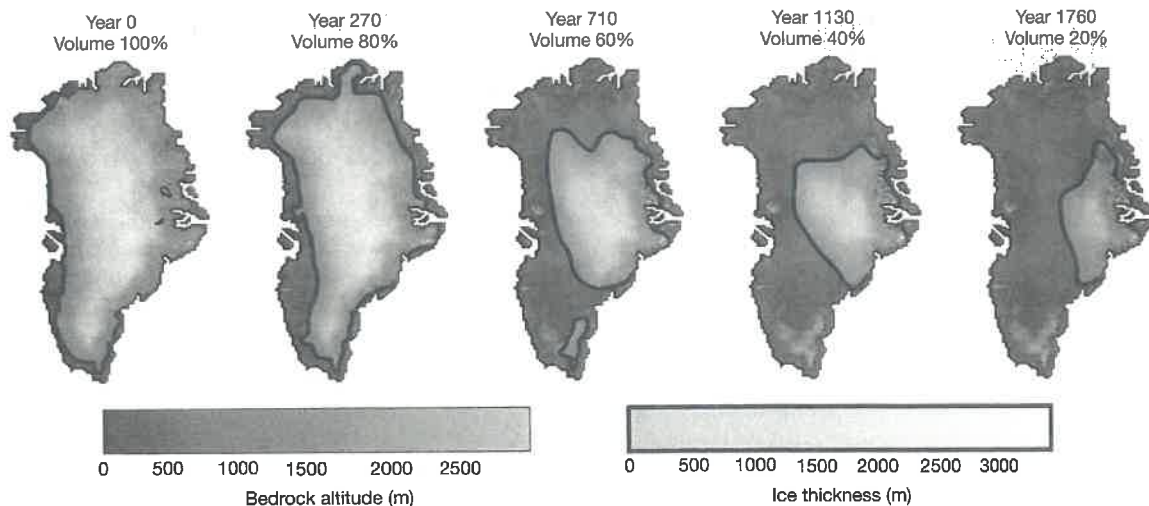 Year 0
Volume 100%
Year 270
Volume 80%
Year 710
Volume 60%
Year 1130
Volume 40%
Year 1760
Volume 20%
0 500 1000 1500 2000 2500
Bedrock altitude (m)
0 500 1000 1500 2000 2500 3000
Ice thickness (m)